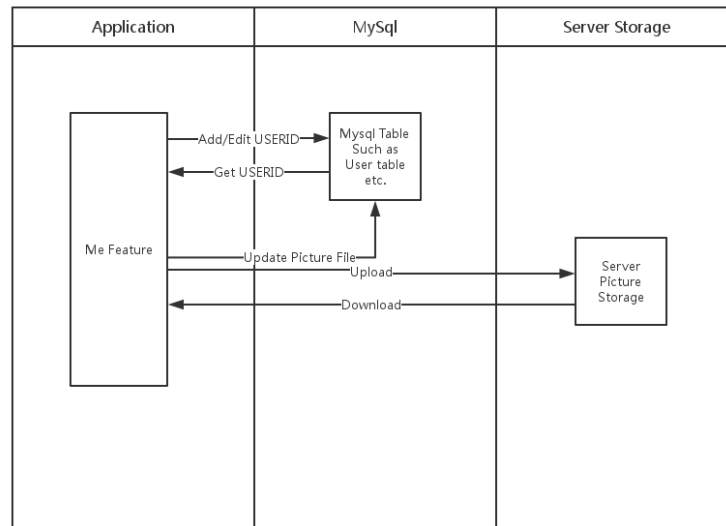 Application
MySql
Server Storage
Add/Edit USERID
Mysql Table
Such as
User table
etc.
Get USERID
Me Feature
Update Picture File
Upload
Server
Picture
Storage
Download